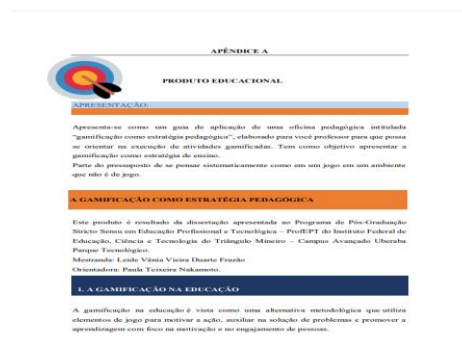 APÊNDICE A
PRODUTO EDUCACIONAL
APRESENTAÇÃO:
Apresenta-se como um guia de aplicação de uma oficina pedagógica intitulada
"gamificação como estratégia pedagógica", elaborado para você professor para que possa
se orientar na execução de atividades gamificadas. Tem como objetivo apresentar a
gamificação como estratégia de ensino.
Parte do pressuposto de se pensar sistematicamente como em um jogo em um ambiente
que não é de jogo.
A GAMIFICAÇÃO COMO ESTRATÉGIA PEDAGÓGICA
Este produto é resultado da dissertação apresentada ao Programa de Pós-Graduação
Stricto Sensu em Educação Profissional e Tecnológica – ProfEPT do Instituto Federal de
Educação, Ciência e Tecnologia do Triângulo Mineiro – Campus Avançado Uberaba
Parque Tecnológico.
Mestranda: Leide Vânia Vieira Duarte Frazão
Orientadora: Paula Teixeira Nakamoto.
1. A GAMIFICAÇÃO NA EDUCAÇÃO
A gamificação na educação é vista como uma alternativa metodológica que utiliza
elementos de jogo para motivar a ação, auxiliar na solução de problemas e promover a
aprendizagem com foco na motivação e no engajamento de pessoas.